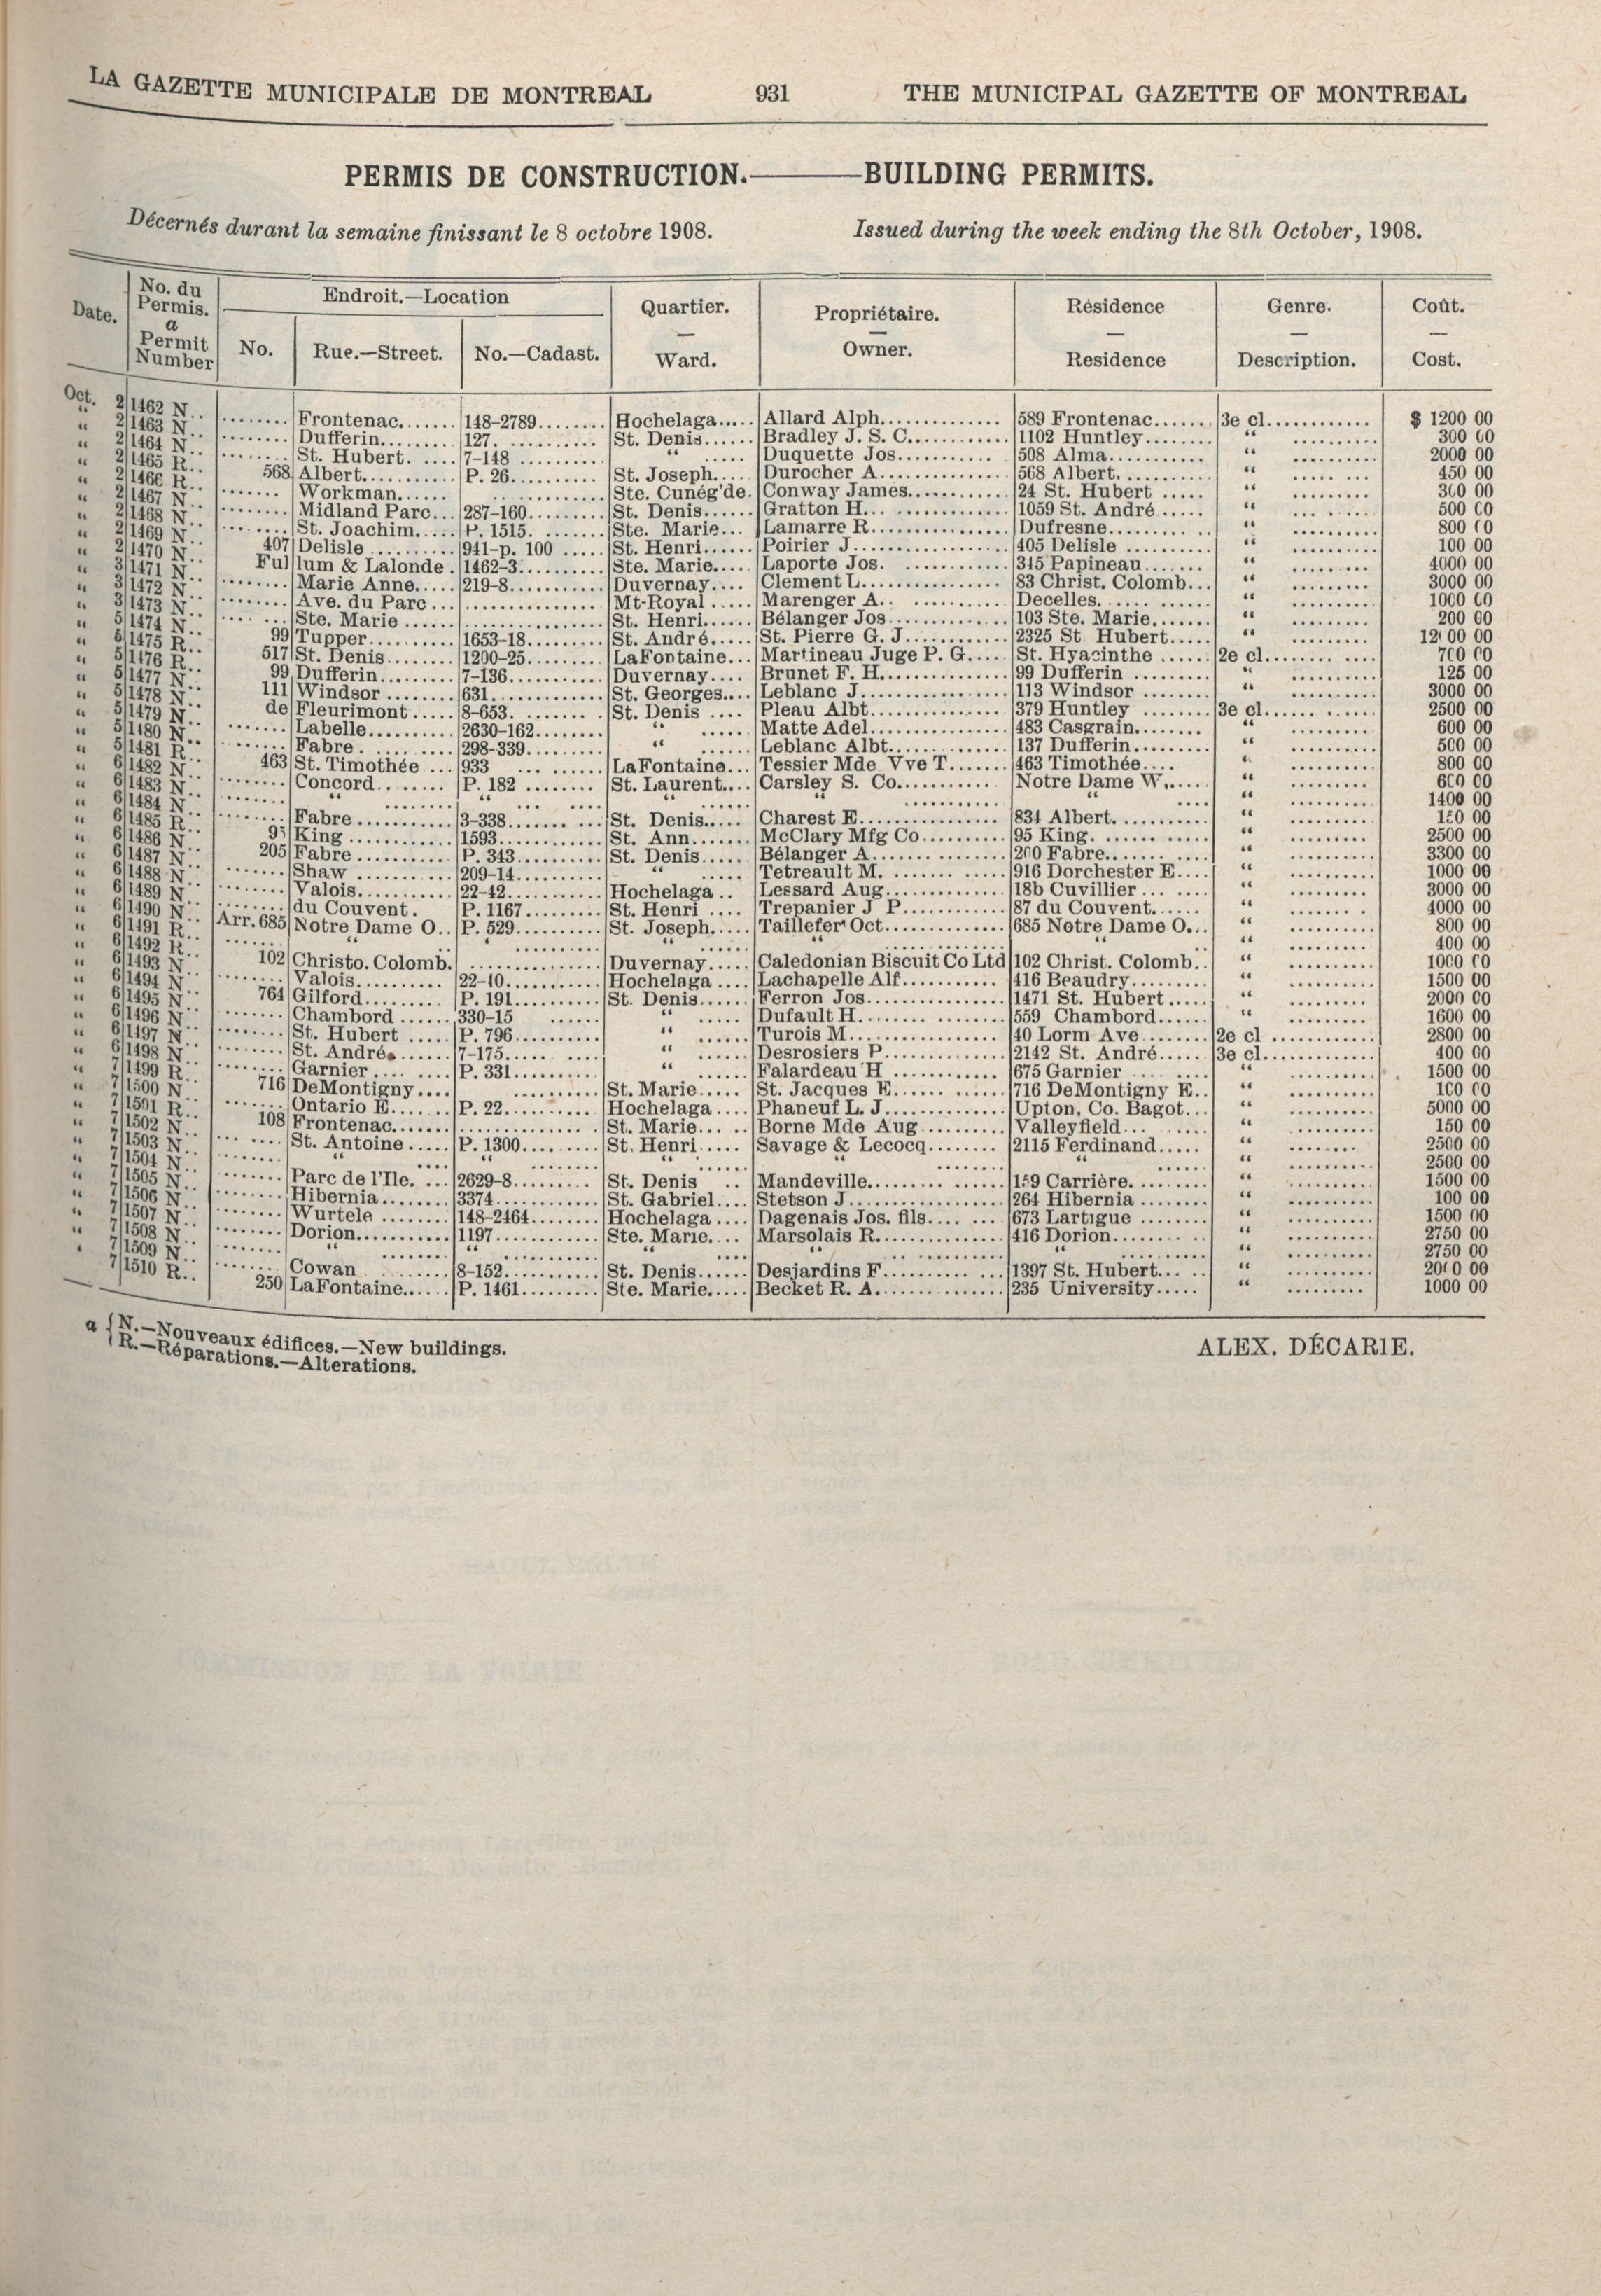 LA GAZETTE MUNICIPALE DE MONTREAL 931 THE MUNICIPAL GAZETTE OF MONTREAL
PERMIS DE CONSTRUCTION.——BUILDING PERMITS.
Décernés durant la semaine finissant le 8 octobre 1908. Issued during the week ending the 8th October, 1908.
Date. No. du Permis. a Permit Number Endroit.—Location Quartier. — Ward. Propriétaire. Owner. Résidence — Residence Genre. — Description. Coût. — Cost.
No. Rue.—Street. No.—Cadast.
Oct. 2 1462 N.. Frontenac 148-2789 Hochelaga Allard Alph 589 Frontenac 3e cl $ 1200 00
" 2 1463 N.. Dufferin 127. St. Denis Bradley J. S. C. 1102 Huntley " 300 00
" 2 1464 N.. St. Hubert. 7-148 " Duquette Jos 508 Alma " 2000 00
" 2 1465 R.. 568 Albert P. 26 St. Joseph Durocher A 568 Albert " 450 00
" 2 1466 R.. Workman Ste. Cunég'de. Conway James 24 St. Hubert " 300 00
" 2 1467 N.. Midland Parc 287-160 St. Denis Gratton H 1059 St. André " 500 00
" 2 1468 N.. St. Joachim P. 1515. Ste. Marie Lamarre R Dufresne " 800 00
" 2 1469 N.. 407 Delisle 941-p. 100 St. Henri Poirier J 405 Delisle " 100 00
" 2 1470 N.. Fullum & Lalonde 1462-3 Ste. Marie Laporte Jos. 315 Papineau " 4000 00
" 3 1471 N.. Marie Anne 219-8 Duvernay Clement L 83 Christ. Colomb " 3000 00
" 3 1472 N.. Ave. du Parc Mt-Royal Marenger A. Decelles " 1000 00
" 3 1473 N.. Ste. Marie St. Henri Bélanger Jos 103 Ste. Marie " 200 00
" 5 1474 N.. 99 Tupper 1653-18 St. André St. Pierre G. J 2325 St Hubert " 1200 00
" 5 1475 R.. 517 St. Denis 1200-25 LaFontaine Martineau Juge P. G. St. Hyacinthe 2e cl 700 00
" 5 1476 R.. 99 Dufferin 7-136 Duvernay Brunet F. H. 99 Dufferin " 125 00
" 5 1477 N.. 111 Windsor 631. St. Georges Leblanc J 113 Windsor " 3000 00
" 5 1478 N.. de Fleurimont 8-653. St. Denis Pleau Albt 379 Huntley 3e cl 2500 00
" 5 1479 N.. Labelle 2630-162 " Matte Adel 483 Casgrain " 600 00
" 5 1480 N.. Fabre 298-339 " Leblanc Albt 137 Dufferin " 500 00
" 5 1481 R.. 463 St. Timothée 933 LaFontaine Tessier Mde Vve T 463 Timothée " 800 00
" 6 1482 N.. Concord P. 182 St. Laurent Carsley S. Co. Notre Dame W. " 600 00
" 6 1483 N.. " " " " " " 1400 00
" 6 1484 N.. Fabre 3-338 St. Denis Charest E 831 Albert " 150 00
" 6 1485 R.. 95 King 1593 St. Ann McClary Mfg Co 95 King. " 2500 00
" 6 1486 N.. 205 Fabre P. 343 St. Denis Bélanger A 200 Fabre " 3300 00
" 6 1487 N.. Shaw 209-14 " Tetreault M. 916 Dorchester E " 1000 00
" 6 1488 N.. Valois 22-42 Hochelaga Lessard Aug 18b Cuvillier " 3000 00
" 6 1489 N.. du Couvent. P. 1167 St. Henri Trepanier J P 87 du Couvent " 4000 00
" 6 1490 N.. Arr. 685 Notre Dame O.. P. 529 St. Joseph Taillefer Oct 685 Notre Dame O. " 800 00
" 6 1491 R.. " " " " " " 400 00
" 6 1492 R.. 102 Christo. Colomb. Duvernay Caledonian Biscuit Co Ltd 102 Christ. Colomb " 1000 00
" 6 1493 N.. Valois 22-40 Hochelaga Lachapelle Alf 416 Beaudry " 1500 00
" 6 1494 N.. 764 Gilford P. 191 St. Denis Ferron Jos 1471 St. Hubert " 2000 00
" 6 1495 N.. Chambord 330-15 " Dufault H 559 Chambord " 1600 00
" 6 1496 N.. St. Hubert P. 796 " Turois M 40 Lorm Ave 2e cl 2800 00
" 6 1497 N.. St. André 7-175 " Desrosiers P 2142 St. André 3e cl 400 00
" 6 1498 N.. Garnier P. 331 " Falardeau H 675 Garnier " 1500 00
" 7 1499 R.. 716 DeMontigny St. Marie St. Jacques E 716 DeMontigny E " 100 00
" 7 1500 N.. Ontario E P. 22 Hochelaga Phaneuf L. J 'Upton, Co. Bagot " 5000 00
" 7 1501 R.. 108 Frontenac St. Marie Borne Mde Aug Valleyfield " 150 00
" 7 1502 N.. St. Antoine P. 1300 St. Henri Savage & Lecocq 2115 Ferdinand " 2500 00
" 7 1503 N.. " " " " " " 2500 00
" 7 1504 N.. Parc de l'Ile. 2629-8 St. Denis Mandeville 159 Carrière. " 1500 00
" 7 1505 N.. Hibernia 3374 St. Gabriel Stetson J 264 Hibernia " 100 00
" 7 1506 N.. Wurtele 148-2464 Hochelaga Dagenais Jos. fils 673 Lartigue " 1500 00
" 7 1507 N.. Dorion 1197 Ste. Marie Marsolais R 416 Dorion " 2750 00
" 7 1508 N.. " " " " " " 2750 00
" 7 1509 N.. Cowan 8-152 St. Denis Desjardins F 1397 St. Hubert " 2000 00
7 1510 R.. 250 LaFontaine P. 1461 Ste. Marie Becket R. A. 235 University " 1000 00
a { N.—Nouveaux édifices.—New buildings.
R.—Réparations.—Alterations.
ALEX. DÉCARIE.